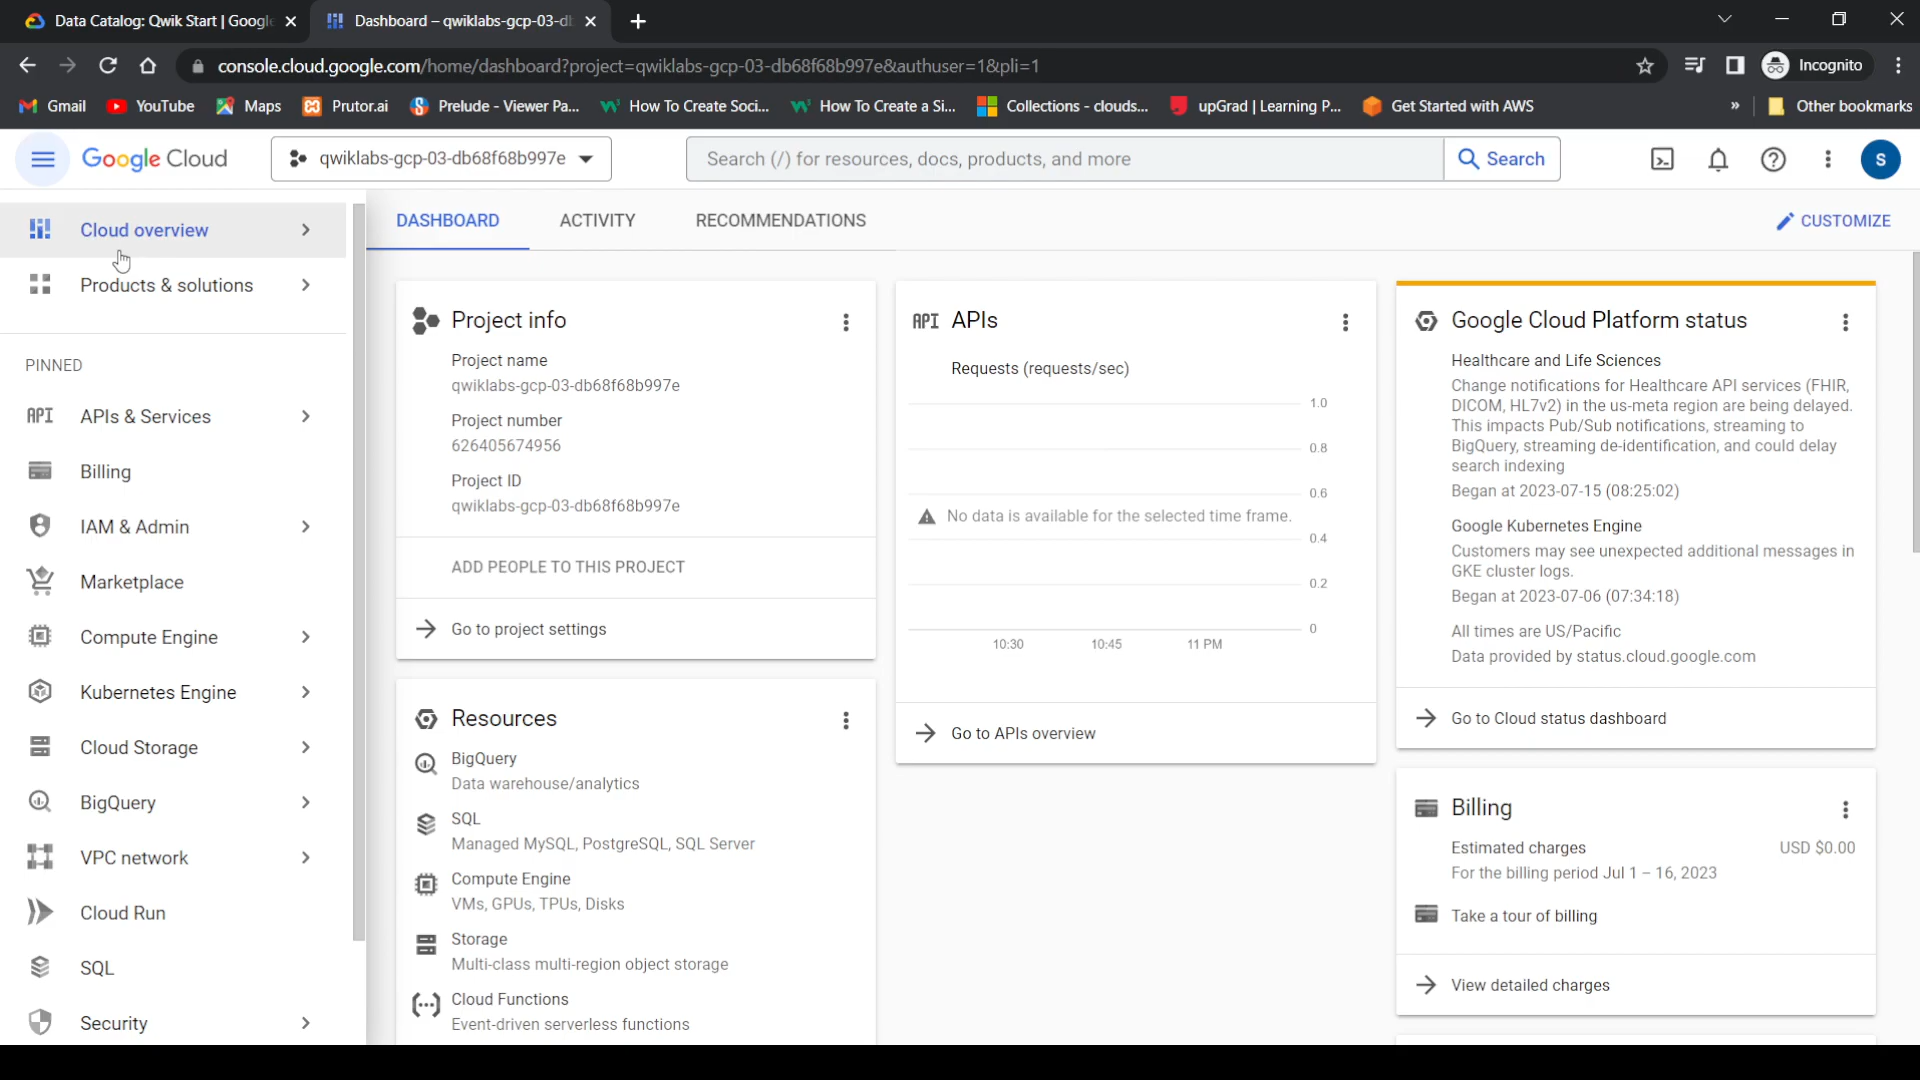 Data Catalog: Qwik Start | Google
Dashboard – qwiklabs-gcp-03-db
console.cloud.google.com/home/dashboard?project=qwiklabs-gcp-03-db68f68b997e&authuser=1&pli=1
Incognito
Gmail
YouTube
Maps
Prutor.ai
Prelude - Viewer Pa...
How To Create Soci...
How To Create a Si...
Collections - clouds...
upGrad | Learning P...
Get Started with AWS
»
Other bookmarks
Google Cloud
qwiklabs-gcp-03-db68f68b997e
Search (/) for resources, docs, products, and more
Search
S
Cloud overview
Products & solutions
PINNED
API APIs & Services
Billing
IAM & Admin
Marketplace
Compute Engine
Kubernetes Engine
Cloud Storage
BigQuery
VPC network
Cloud Run
SQL
Security
DASHBOARD
ACTIVITY
RECOMMENDATIONS
CUSTOMIZE
Project info
Project name
qwiklabs-gcp-03-db68f68b997e
Project number
626405674956
Project ID
qwiklabs-gcp-03-db68f68b997e
ADD PEOPLE TO THIS PROJECT
Go to project settings
Resources
BigQuery
Data warehouse/analytics
SQL
Managed MySQL, PostgreSQL, SQL Server
Compute Engine
VMs, GPUs, TPUs, Disks
Storage
Multi-class multi-region object storage
Cloud Functions
Event-driven serverless functions
API APIs
Requests (requests/sec)
1.0
0.8
0.6
No data is available for the selected time frame.
0.4
0.2
0
10:30
10:45
11 PM
Go to APIs overview
Google Cloud Platform status
Healthcare and Life Sciences
Change notifications for Healthcare API services (FHIR,
DICOM, HL7v2) in the us-meta region are being delayed.
This impacts Pub/Sub notifications, streaming to
BigQuery, streaming de-identification, and could delay
search indexing
Began at 2023-07-15 (08:25:02)
Google Kubernetes Engine
Customers may see unexpected additional messages in
GKE cluster logs.
Began at 2023-07-06 (07:34:18)
All times are US/Pacific
Data provided by status.cloud.google.com
Go to Cloud status dashboard
Billing
Estimated charges
USD $0.00
For the billing period Jul 1 – 16, 2023
Take a tour of billing
View detailed charges